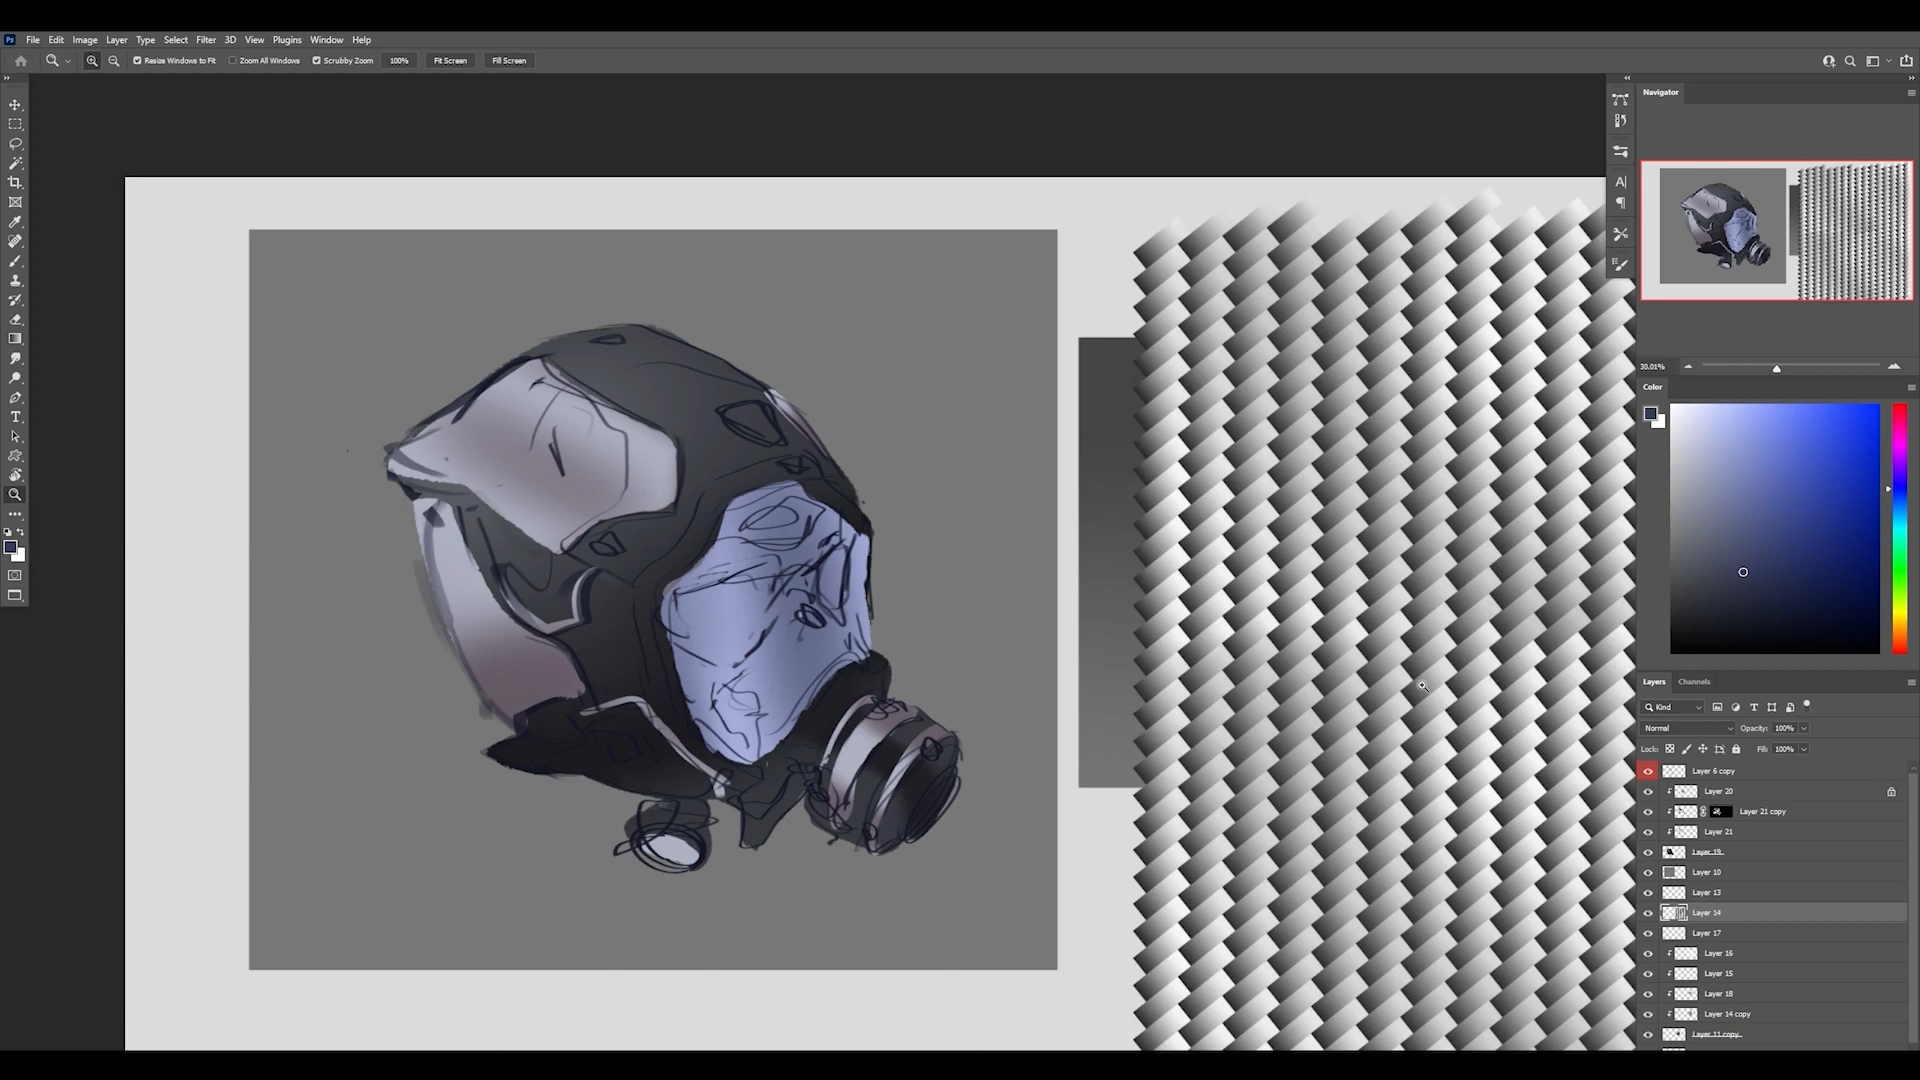 Ps File Edit Image Layer Type Select Filter 3D View Plugins Window Help
Resize Windows to Fit Zoom All Windows Scrubby Zoom 100% Fit Screen Fill Screen
Navigator
30.01%
Color
Layers Channels
Kind
Normal Opacity: 100%
Lock: Fill: 100%
Layer 6 copy
Layer 20
Layer 21 copy
Layer 21
Layer 19
Layer 10
Layer 13
Layer 14
Layer 17
Layer 16
Layer 15
Layer 18
Layer 14 copy
Layer 11 copy